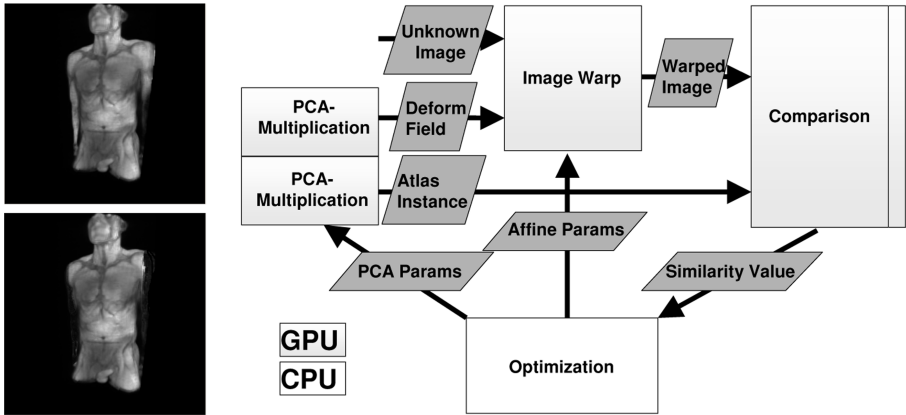 Unknown
Image
Image Warp
Warped
Image
Comparison
PCA-
Multiplication
Deform
Field
PCA-
Multiplication
Atlas
Instance
Affine Params
PCA Params
Similarity Value
GPU
CPU
Optimization